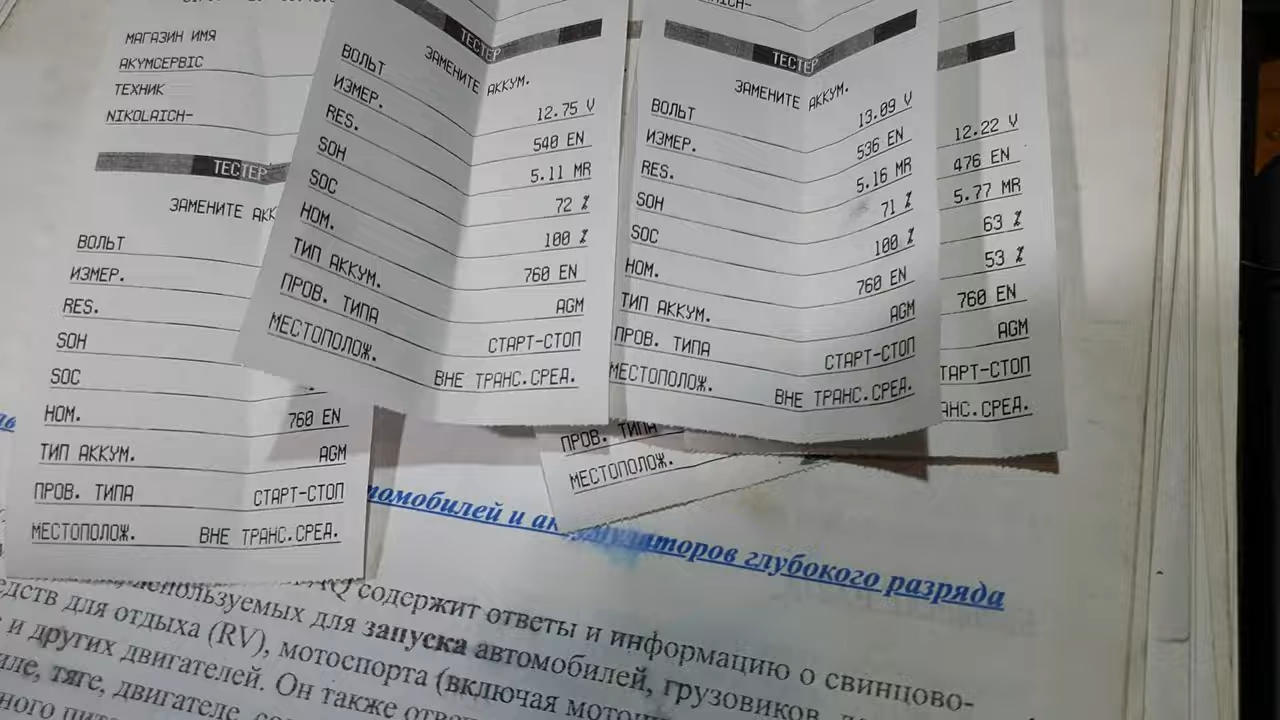 МАГАЗИН ИМЯ
АКУМСЕРВІС
ТЕХНИК
NIKOLAICH-
ТЕСТЕР
ЗАМЕНИТЕ
ВОЛЬТ
ИЗМЕР.
RES.
SOH
SOC
НОМ. 760 EN
ТИП АККУМ. AGM
ПРОВ. ТИПА СТАРТ-СТОП
МЕСТОПОЛОЖ. ВНЕ ТРАНС.СРЕД.
ТЕСТЕР
ЗАМЕНИТЕ АККУМ.
ВОЛЬТ 12.75 V
ИЗМЕР. 540 EN
RES. 5.11 MR
SOH 72 %
SOC 100 %
НОМ. 760 EN
ТИП АККУМ. AGM
ПРОВ. ТИПА СТАРТ-СТОП
МЕСТОПОЛОЖ. ВНЕ ТРАНС.СРЕД.
ТЕСТЕР
ЗАМЕНИТЕ АККУМ.
ВОЛЬТ 13.09 V
ИЗМЕР. 536 EN
RES. 5.16 MR
SOH 71 %
SOC 100 %
НОМ. 760 EN
ТИП АККУМ. AGM
ПРОВ. ТИПА СТАРТ-СТОП
МЕСТОПОЛОЖ. ВНЕ ТРАНС.СРЕД.
12.22 V
476 EN
5.77 MR
63 %
53 %
760 EN
AGM
ТАРТ-СТОП
АНС.СРЕД.
ПРОВ. ТИПА
МЕСТОПОЛОЖ.
томобилей и аккумуляторов глубокого разряда
содержит ответы и информацию о свинцово-
используемых для запуска автомобилей, грузовиков,
едств для отдыха (RV), мотоспорта (включая
и других двигателей. Он также
тяге, двигателе,